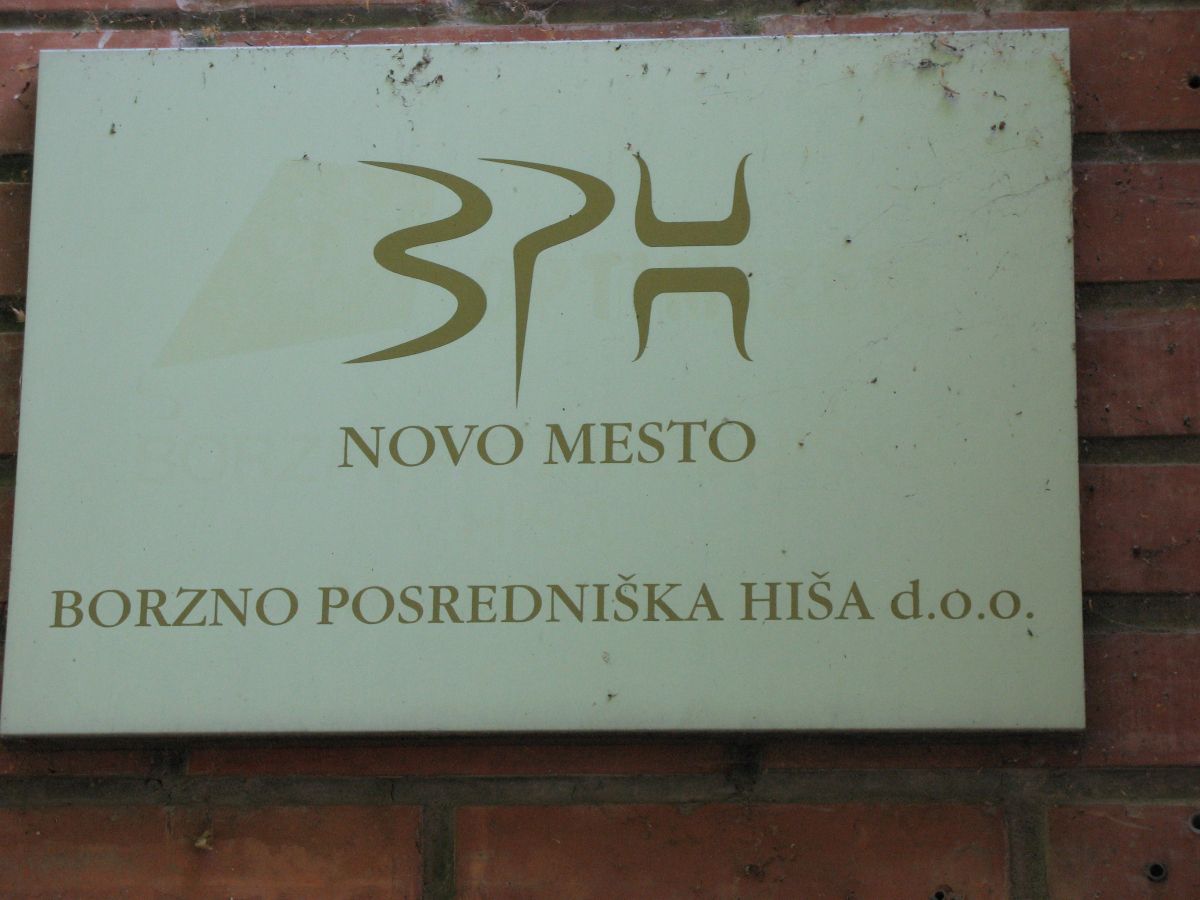 BPH
NOVO MESTO
BORZNO POSREDNIŠKA HIŠA d.o.o.